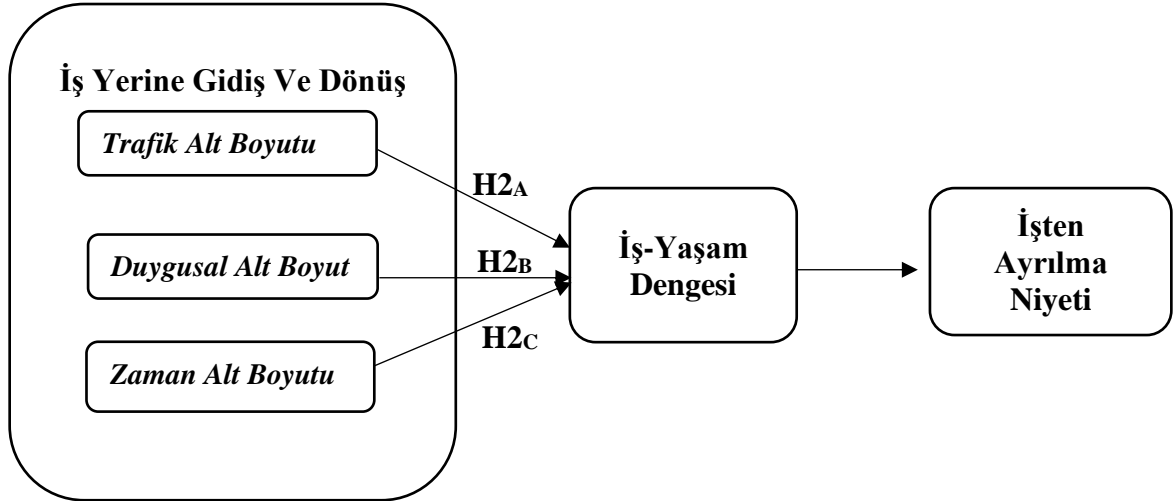 İş Yerine Gidiş Ve Dönüş
Trafik Alt Boyutu
H2A
Duygusal Alt Boyut
H2B
Zaman Alt Boyutu
H2C
İş-Yaşam
Dengesi
İşten
Ayrılma
Niyeti